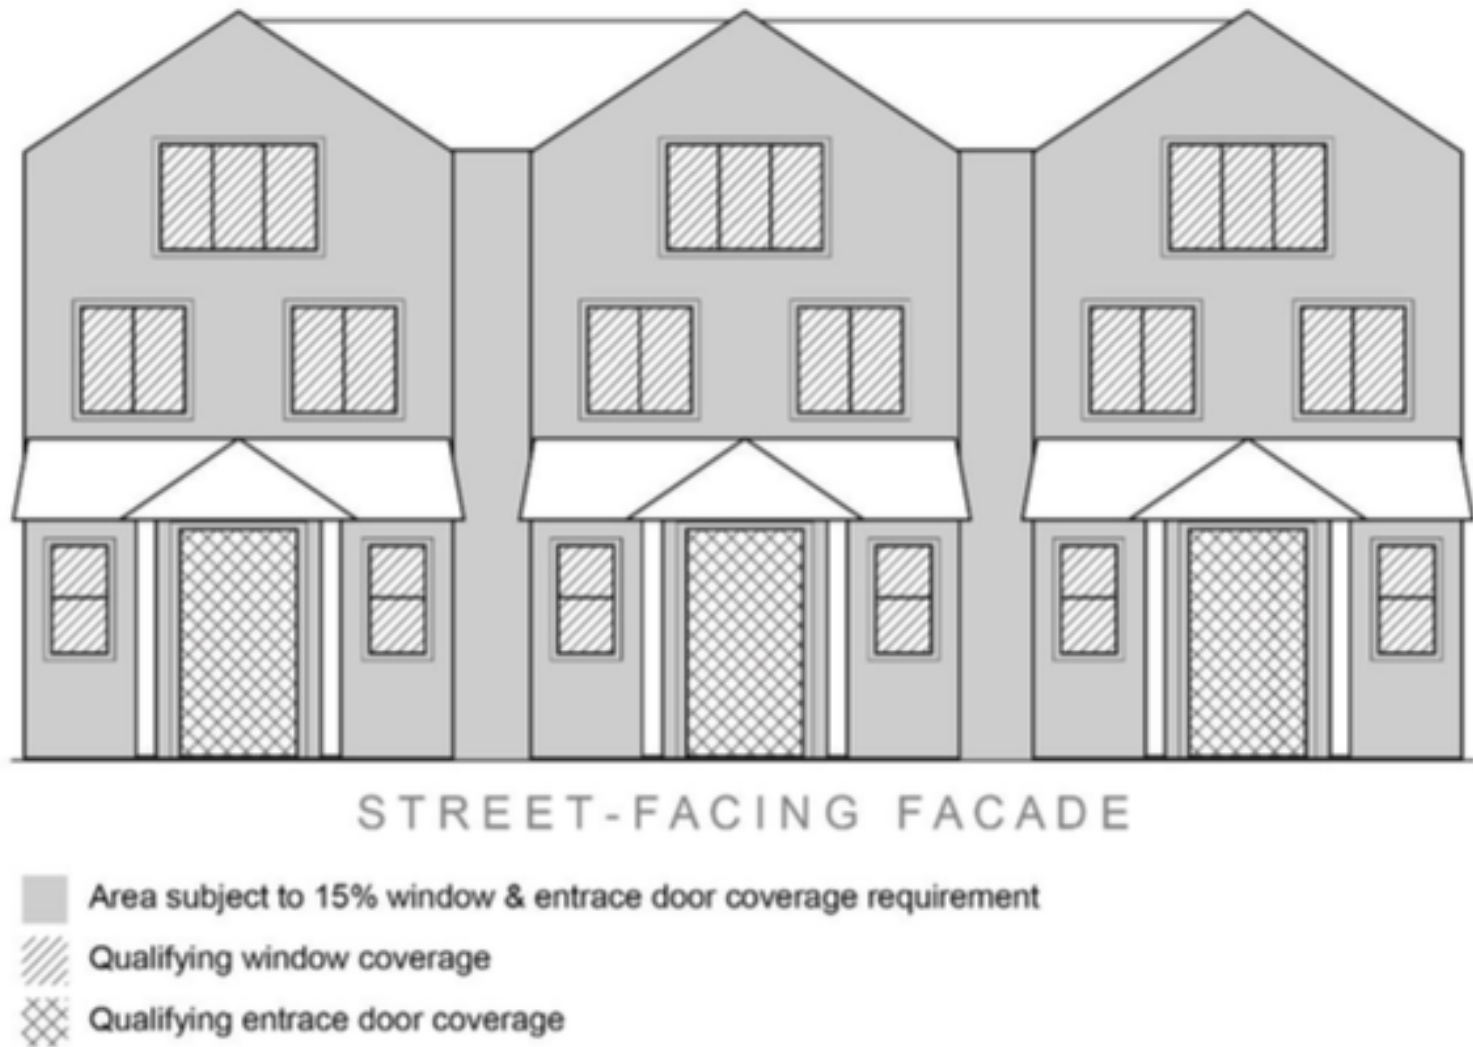 STREET-FACING FACADE
Area subject to 15% window & entrace door coverage requirement
Qualifying window coverage
Qualifying entrace door coverage